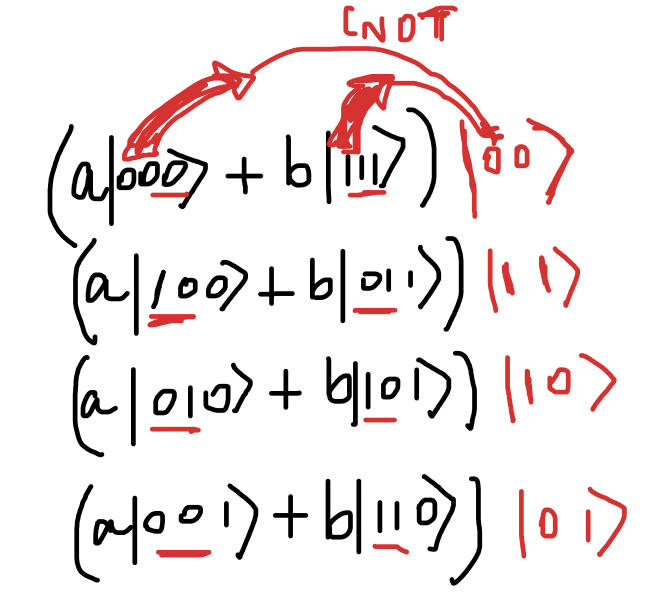 CNOT
(a|000⟩ + b|111⟩)|00⟩
(a|100⟩ + b|011⟩)|11⟩
(a|010⟩ + b|101⟩)|10⟩
(a|001⟩ + b|110⟩)|01⟩